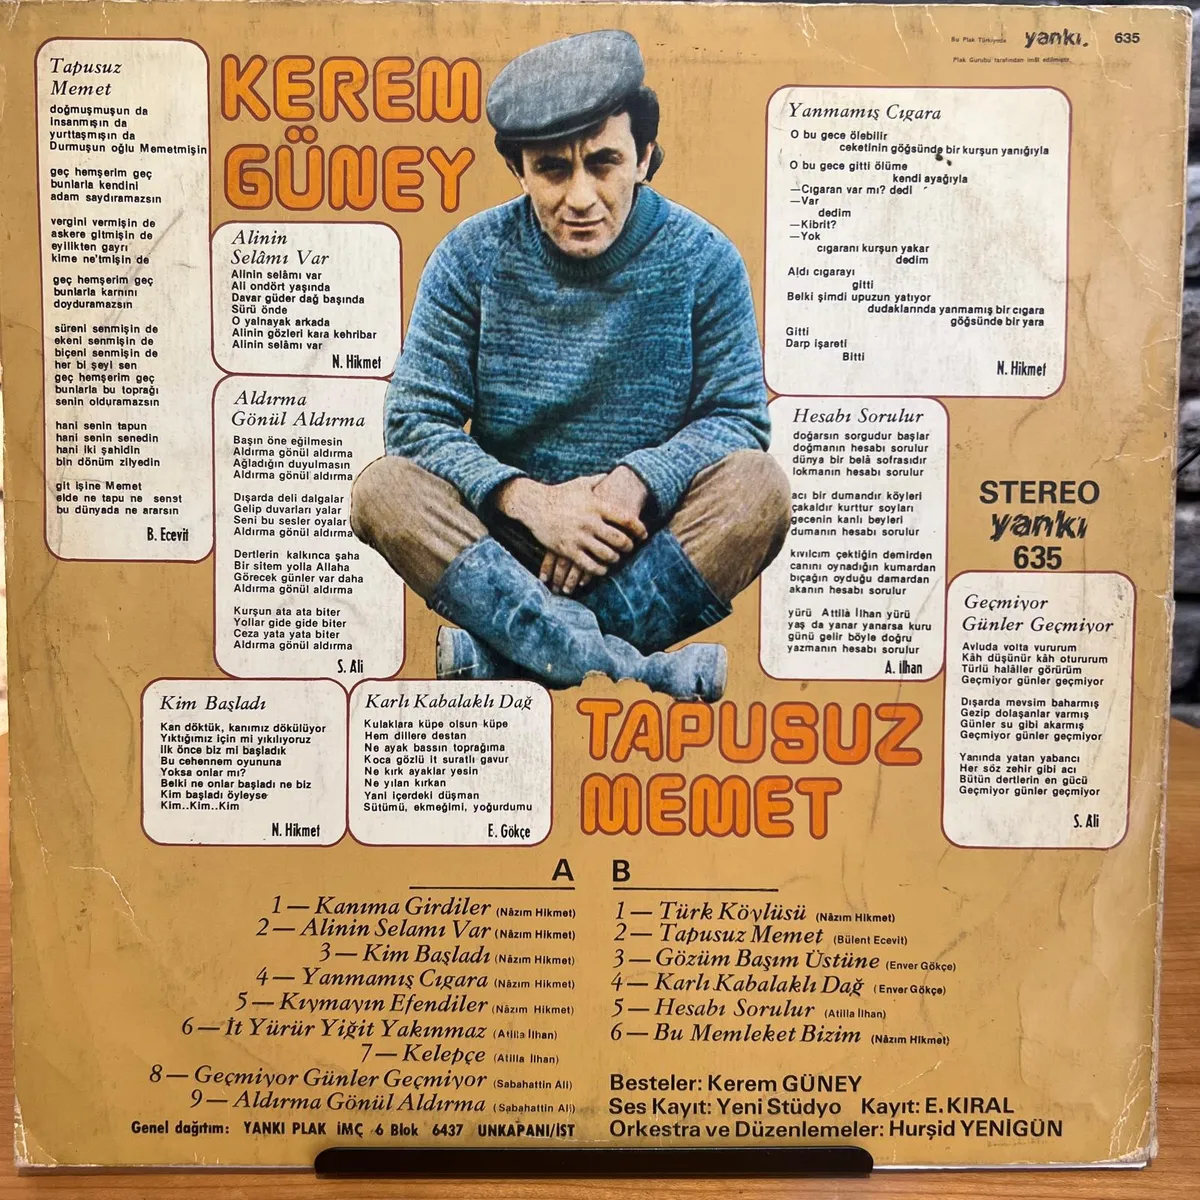 Bu Plak Türkiyede yankı. 635
Plak Gurubu tarafından imâl edilmiştir.
KEREM
GÜNEY
Tapusuz
Memet
doğmuşmuşun da
insanmışın da
yurttaşmışın da
Durmuşun oğlu Memetmişin
geç hemşerim geç
bunlarla kendini
adam saydıramazsın
vergini vermişin de
askere gitmişin de
eyilikten gayrı
kime ne'tmişin de
geç hemşerim geç
bunlarla karnını
doyduramazsın
süreni senmişin de
ekeni senmişin de
biçeni senmişin de
her bi şeyi sen
geç hemşerim geç
bunlarla bu toprağı
senin olduramazsın
hani senin tapun
hani senin senedin
hani iki şahidin
bin dönüm zilyedin
git işine Memet
elde ne tapu ne senet
bu dünyada ne ararsın
B. Ecevit
Alinin
Selâmı Var
Alinin selâmı var
Ali ondört yaşında
Davar güder dağ başında
Sürü önde
O yalnayak arkada
Alinin gözleri kara kehribar
Alinin selâmı var
N. Hikmet
Aldırma
Gönül Aldırma
Başın öne eğilmesin
Aldırma gönül aldırma
Ağladığın duyulmasın
Aldırma gönül aldırma
Dışarda deli dalgalar
Gelip duvarları yalar
Seni bu sesler oyalar
Aldırma gönül aldırma
Dertlerin kalkınca şaha
Bir sitem yolla Allaha
Görecek günler var daha
Aldırma gönül aldırma
Kurşun ata ata biter
Yollar gide gide biter
Ceza yata yata biter
Aldırma gönül aldırma
S. Ali
Yanmamış Cıgara
O bu gece ölebilir
ceketinin göğsünde bir kurşun yanığıyla
O bu gece gitti ölüme
kendi ayağıyla
—Cıgaran var mı? dedi
—Var
dedim
—Kibrit?
—Yok
cıgaranı kurşun yakar
dedim
Aldı cıgarayı
gitti
Belki şimdi upuzun yatıyor
dudaklarında yanmamış bir cıgara
göğsünde bir yara
Gitti
Darp işareti
Bitti
N. Hikmet
Hesabı Sorulur
doğarsın sorgudur başlar
doğmanın hesabı sorulur
dünya bir belâ sofrasıdır
lokmanın hesabı sorulur
acı bir dumandır köyleri
çakaldır kurttur soyları
gecenin kanlı beyleri
dumanın hesabı sorulur
kıvılcım çektiğin demirden
canını oynadığın kumardan
bıçağın oyduğu damardan
akanın hesabı sorulur
yürü Attilâ İlhan yürü
yaş da yanar yanarsa kuru
günü gelir böyle doğru
yazmanın hesabı sorulur
A. ilhan
STEREO
yankı
635
Geçmiyor
Günler Geçmiyor
Avluda volta vururum
Kâh düşünür kâh otururum
Türlü halâller görürüm
Geçmiyor günler geçmiyor
Dışarda mevsim baharmış
Gezip dolaşanlar varmış
Günler su gibi akarmış
Geçmiyor günler geçmiyor
Yanında yatan yabancı
Her söz zehir gibi acı
Bütün dertlerin en gücü
Geçmiyor günler geçmiyor
S. Ali
Kim Başladı
Kan döktük, kanımız dökülüyor
Yıktığımız için mi yıkılıyoruz
ilk önce biz mi başladık
Bu cehennem oyununa
Yoksa onlar mı?
Belki ne onlar başladı ne biz
Kim başladı öyleyse
Kim..Kim..Kim
N. Hikmet
Karlı Kabalaklı Dağ
Kulaklara küpe olsun küpe
Hem dillere destan
Ne ayak bassın toprağıma
Koca gözlü it suratlı gavur
Ne kırk ayaklar yesin
Ne yılan kırkan
Yani içerdeki düşman
Sütümü, ekmeğimi, yoğurdumu
E. Gökçe
TAPUSUZ
MEMET
A
1— Kanıma Girdiler (Nâzım Hikmet)
2— Alinin Selamı Var (Nâzım Hikmet)
3— Kim Başladı (Nâzım Hikmet)
4— Yanmamış Cıgara (Nâzım Hikmet)
5— Kıymayın Efendiler (Nâzım Hikmet)
6— İt Yürür Yiğit Yakınmaz (Atilla İlhan)
7— Kelepçe (Atilla İlhan)
8— Geçmiyor Günler Geçmiyor (Sabahattin Ali)
9— Aldırma Gönül Aldırma (Sabahattin Ali)
Genel dağıtım: YANKI PLAK İMÇ 6 Blok 6437 UNKAPANI/İST
B
1— Türk Köylüsü (Nâzım Hikmet)
2— Tapusuz Memet (Bülent Ecevit)
3— Gözüm Başım Üstüne (Enver Gökçe)
4— Karlı Kabalaklı Dağ (Enver Gökçe)
5— Hesabı Sorulur (Atilla İlhan)
6— Bu Memleket Bizim (Nâzım Hikmet)
Besteler: Kerem GÜNEY
Ses Kayıt: Yeni Stüdyo Kayıt: E. KIRAL
Orkestra ve Düzenlemeler: Hurşid YENİGÜN